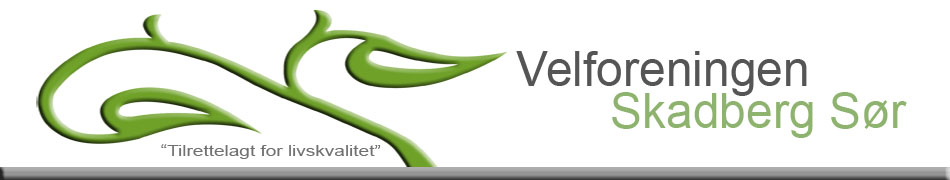 Velforeningen
Skadberg Sør
“Tilrettelagt for livskvalitet”